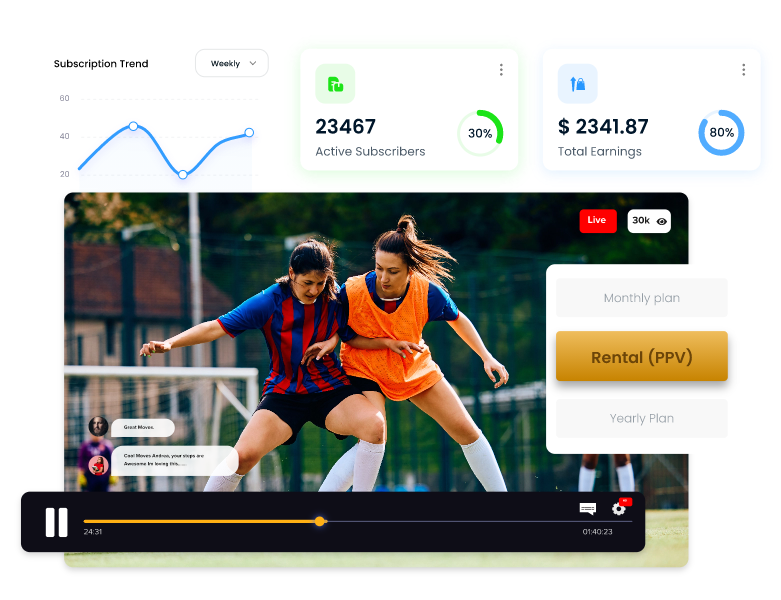 Subscription Trend
Weekly
60
40
20
23467
Active Subscribers
30%
$ 2341.87
Total Earnings
80%
Live
30k
Monthly plan
Rental (PPV)
Yearly Plan
Great Moves.
Cool Moves Andrea, your steps are
Awesome Im loving this.....
24:31
01:40:23